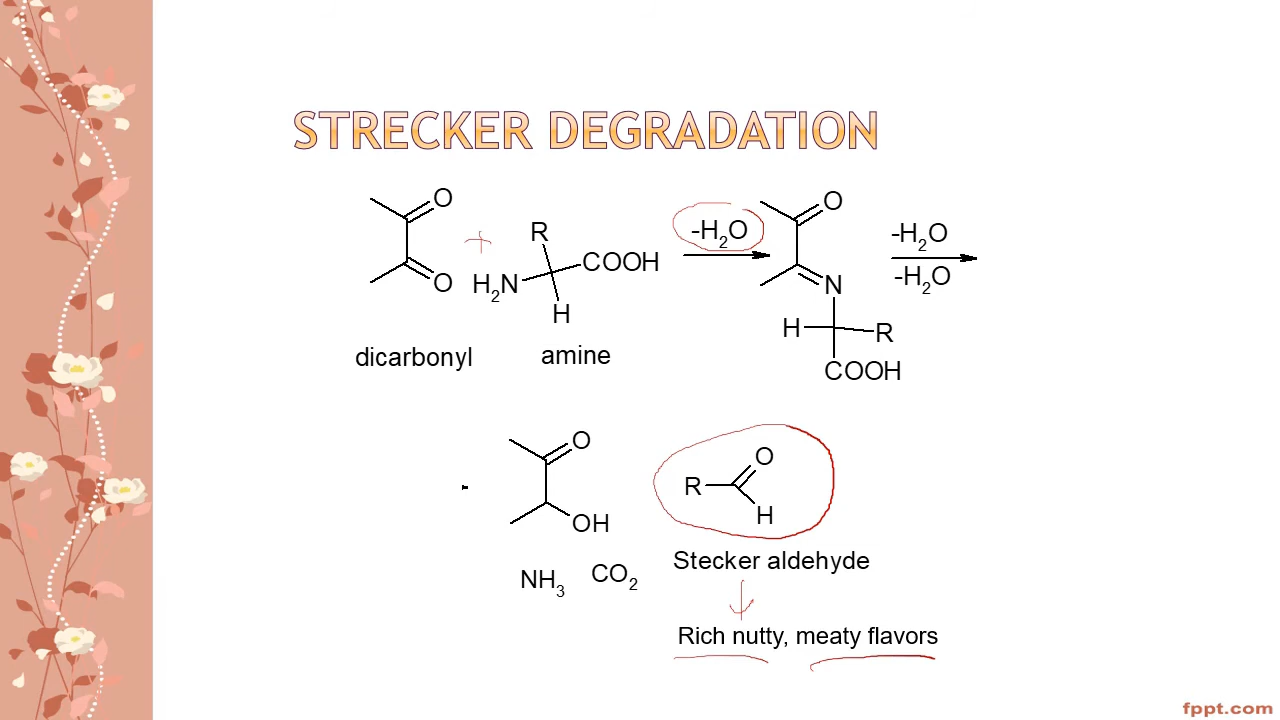 STRECKER DEGRADATION
O
O
+
R
H₂N
COOH
H
-H₂O
O
N
H
R
COOH
-H₂O
-H₂O
dicarbonyl
amine
O
OH
R
O
H
NH₃
CO₂
Stecker aldehyde
Rich nutty, meaty flavors
fppt.com